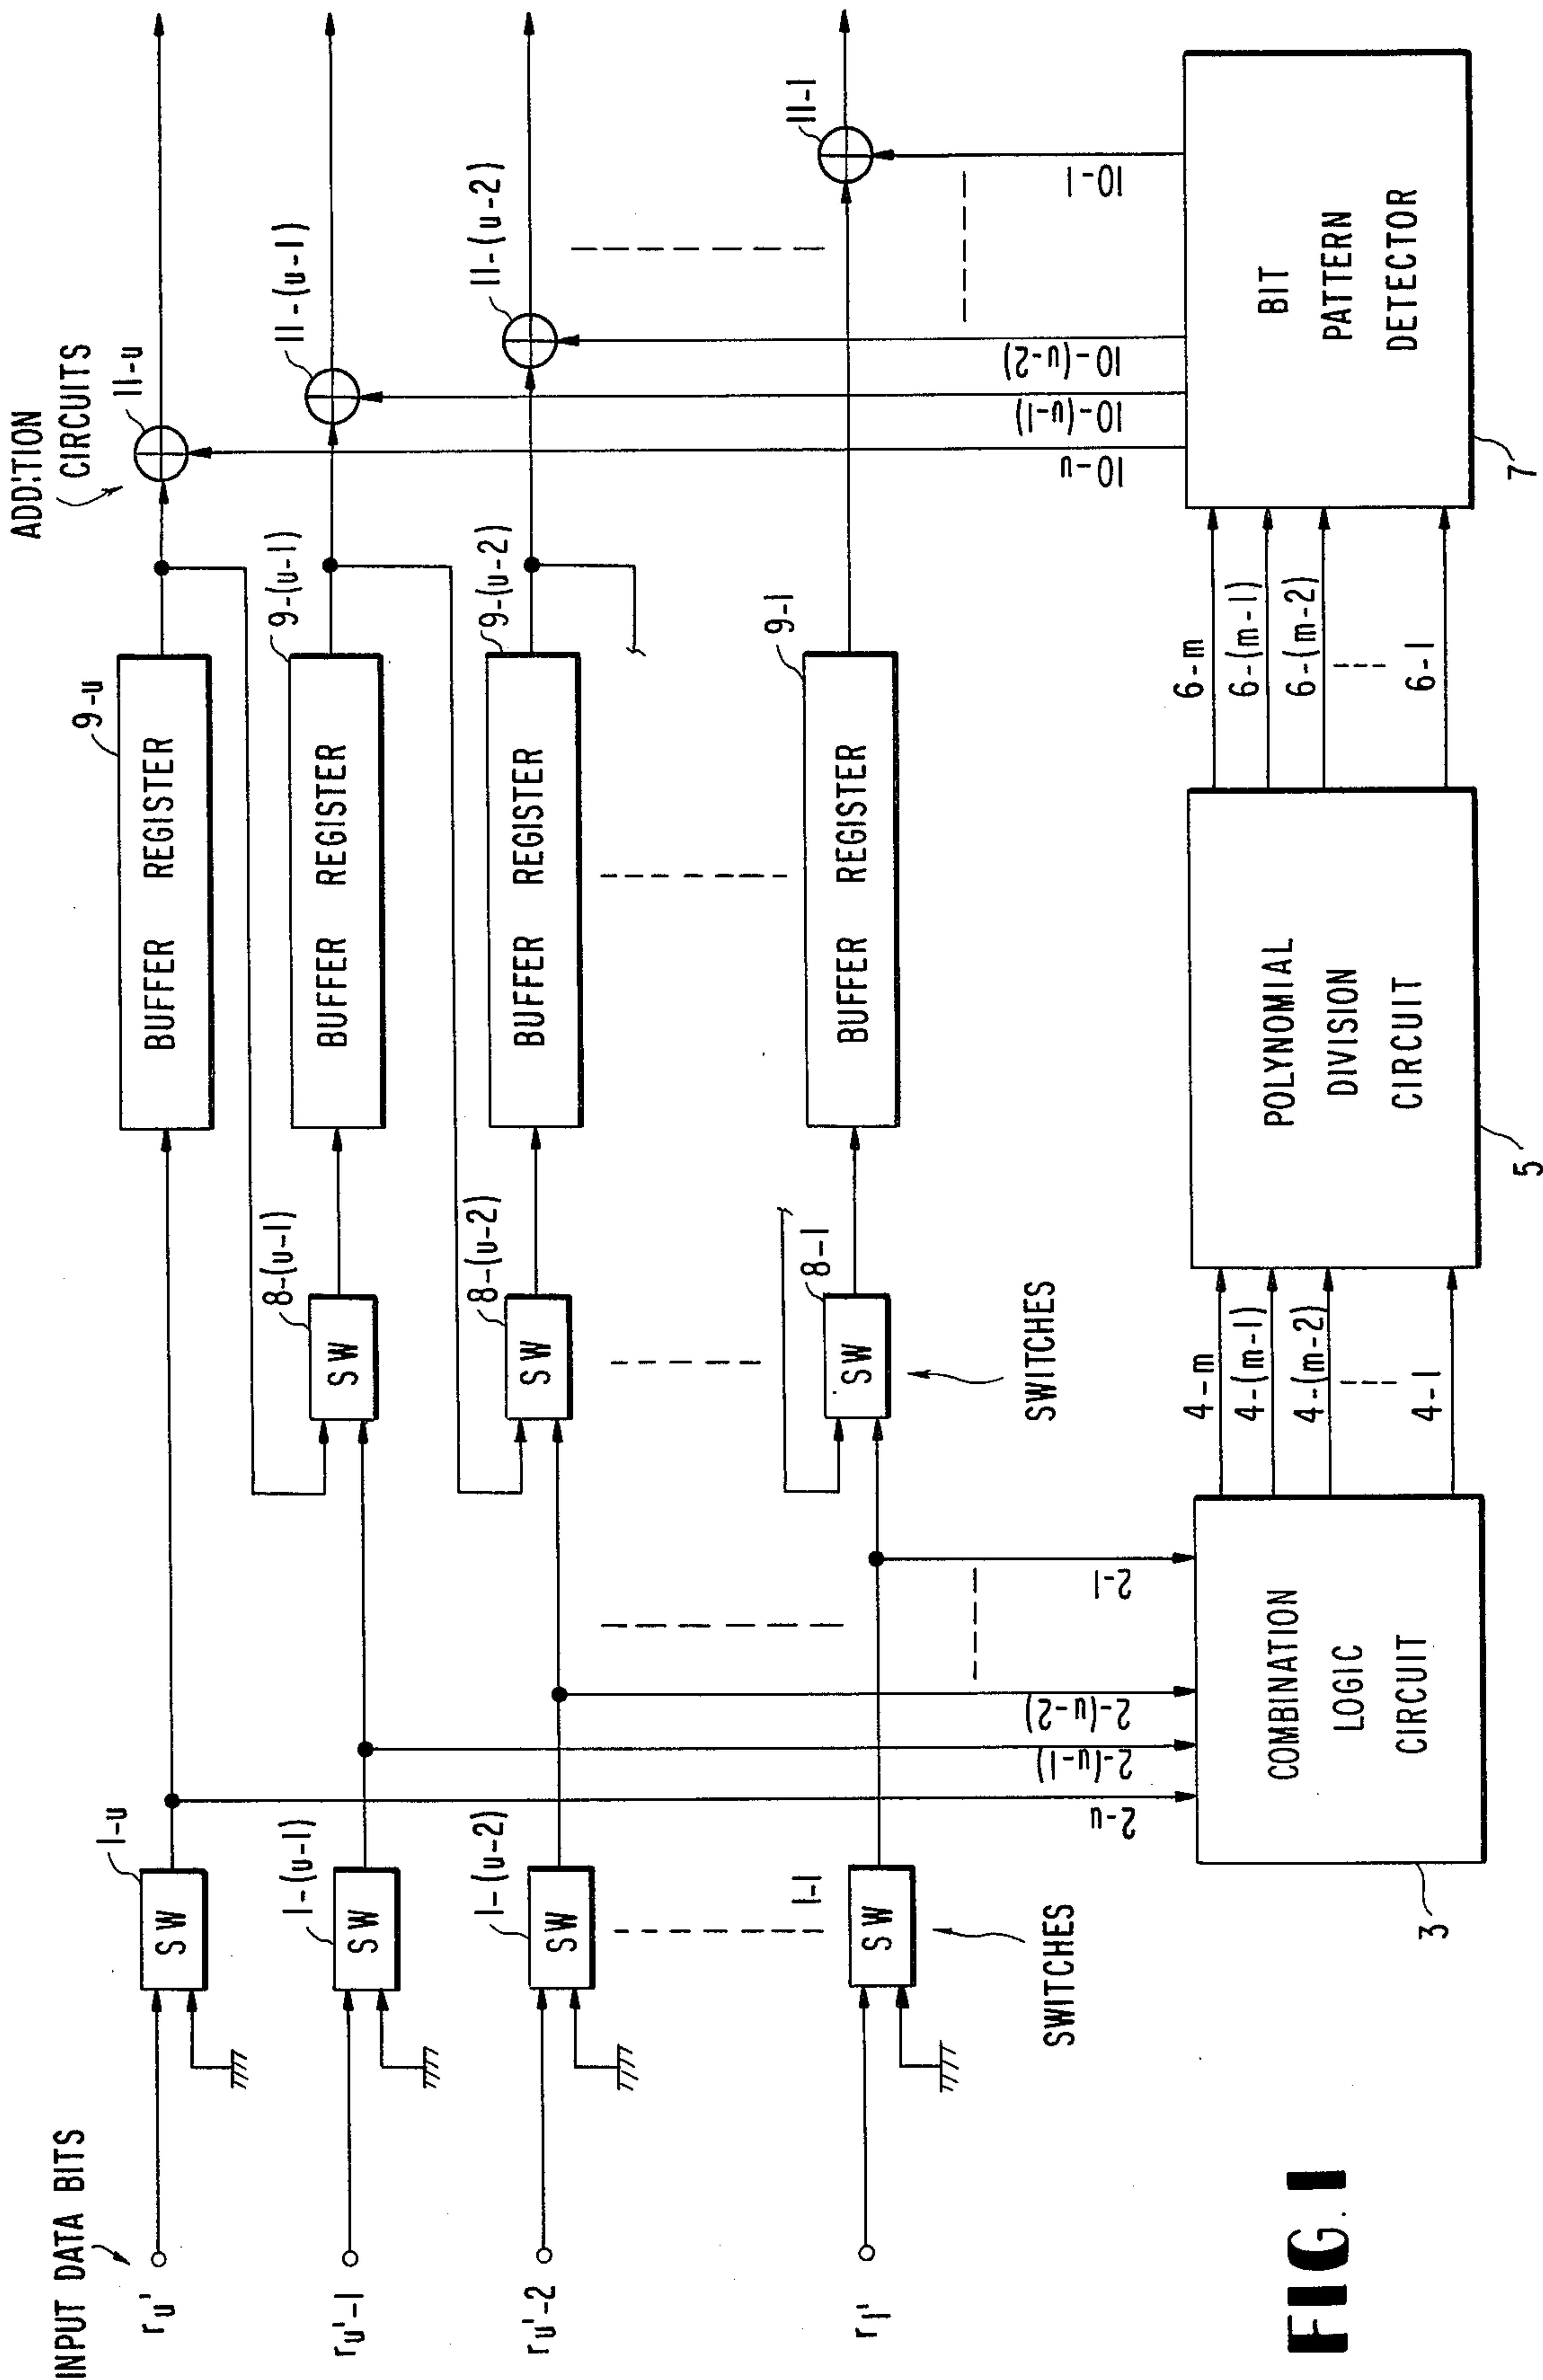 INPUT DATA BITS
ru'
ru'-1
ru'-2
r1'
SW
1-u
SW
1-(u-1)
SW
1-(u-2)
SW
1-1
SWITCHES
2-u
2-(u-1)
2-(u-2)
2-1
COMBINATION
LOGIC
CIRCUIT
3
SW
8-(u-1)
SW
8-(u-2)
SW
8-1
SWITCHES
4-m
4-(m-1)
4-(m-2)
4-1
BUFFER REGISTER
9-u
BUFFER REGISTER
9-(u-1)
BUFFER REGISTER
9-(u-2)
BUFFER REGISTER
9-1
POLYNOMIAL
DIVISION
CIRCUIT
5
6-m
6-(m-1)
6-(m-2)
6-1
ADDITION
CIRCUITS
11-u
11-(u-1)
11-(u-2)
11-1
10-u
10-(u-1)
10-(u-2)
10-1
BIT
PATTERN
DETECTOR
7
FIG. 1